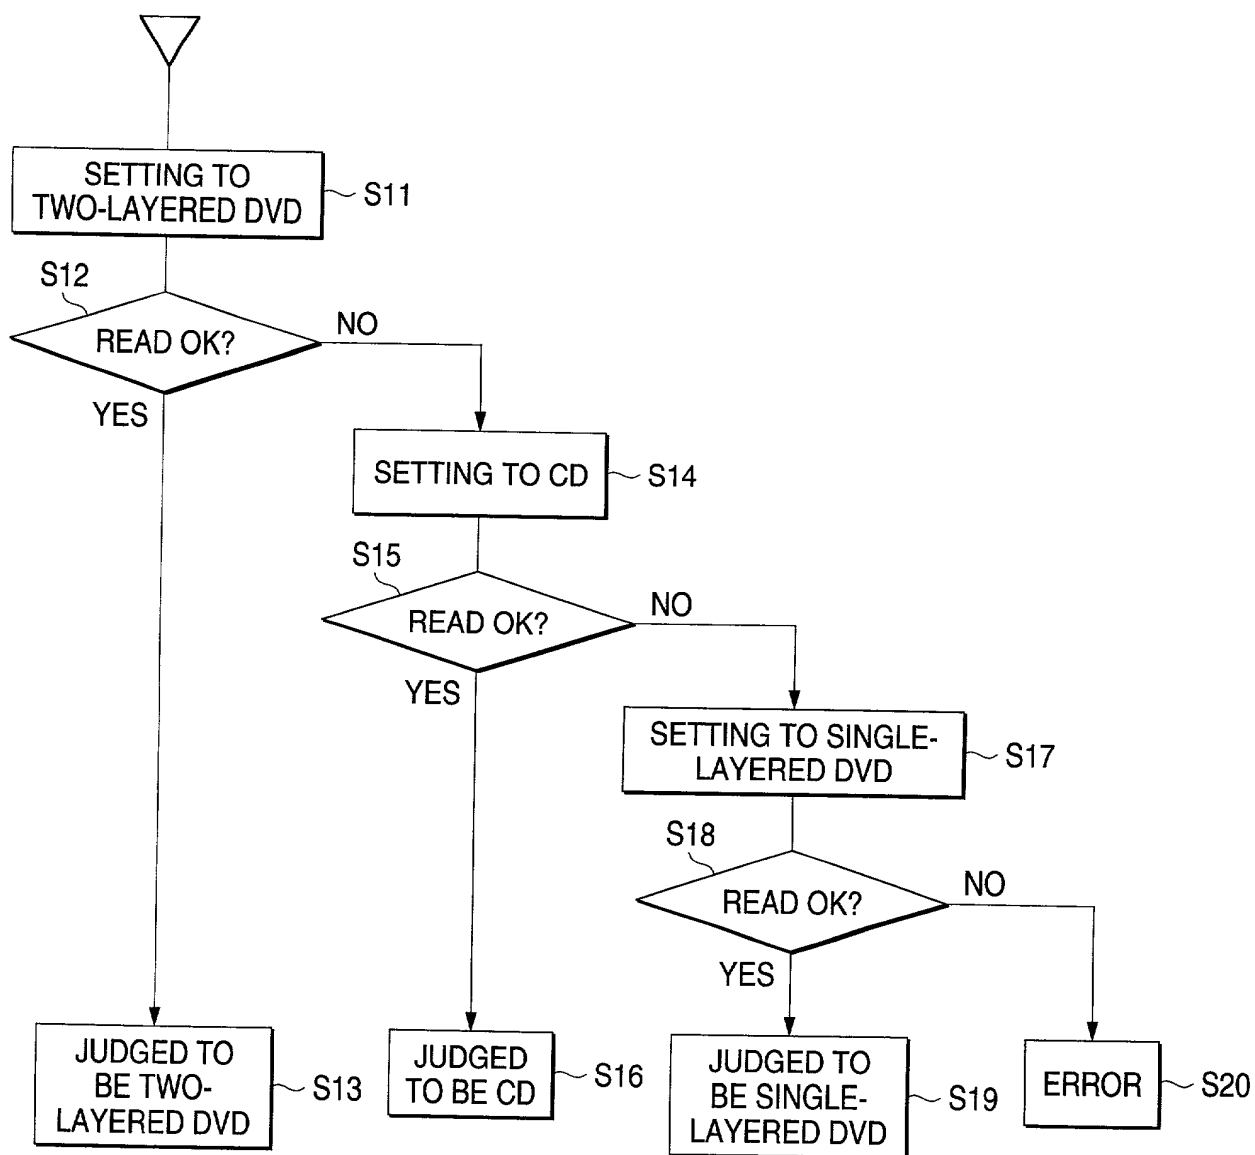 SETTING TO
TWO-LAYERED DVD
S11
S12
READ OK?
NO
YES
SETTING TO CD
S14
S15
READ OK?
NO
YES
SETTING TO SINGLE-
LAYERED DVD
S17
S18
READ OK?
NO
YES
JUDGED TO
BE TWO-
LAYERED DVD
S13
JUDGED
TO BE CD
S16
JUDGED TO
BE SINGLE-
LAYERED DVD
S19
ERROR
S20